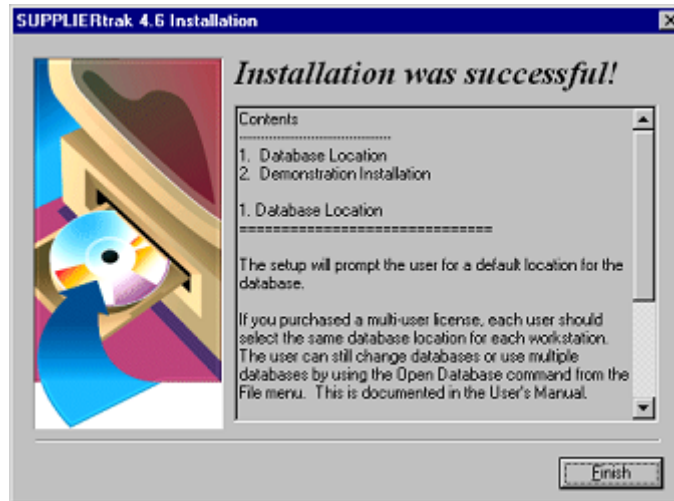 SUPPLIERtrak 4.6 Installation
Installation was successful!
Contents
------------------------------------
1. Database Location
2. Demonstration Installation
1. Database Location
==============================
The setup will prompt the user for a default location for the
database.
If you purchased a multi-user license, each user should
select the same database location for each workstation.
The user can still change databases or use multiple
databases by using the Open Database command from the
File menu. This is documented in the User's Manual.
Finish